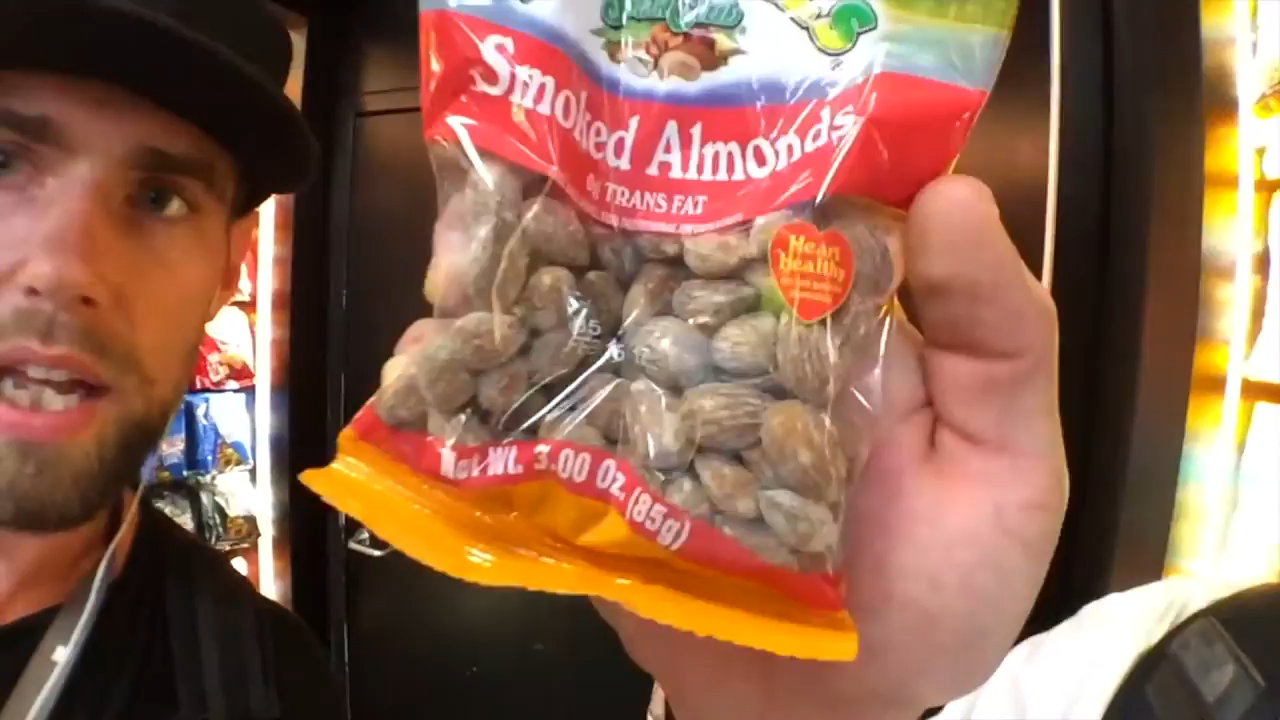 Smoked Almonds
0g TRANS FAT
Heart
Healthy
Net Wt. 3.00 Oz. (85g)